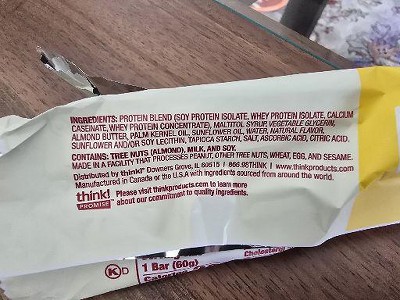 INGREDIENTS: PROTEIN BLEND (SOY PROTEIN ISOLATE, WHEY PROTEIN ISOLATE, CALCIUM
CASEINATE, WHEY PROTEIN CONCENTRATE), MALTITOL SYRUP, VEGETABLE GLYCERIN,
ALMOND BUTTER, PALM KERNEL OIL, SUNFLOWER OIL, WATER, NATURAL FLAVOR,
SUNFLOWER AND/OR SOY LECITHIN, TAPIOCA STARCH, SALT, ASCORBIC ACID, CITRIC ACID.
CONTAINS: TREE NUTS (ALMOND), MILK, AND SOY.
MADE IN A FACILITY THAT PROCESSES PEANUT, OTHER TREE NUTS, WHEAT, EGG, AND SESAME.
Distributed by think!® Downers Grove, IL 60515 | 866.98THINK | www.thinkproducts.com
Manufactured in Canada or the U.S.A with ingredients sourced from around the world.
think! PROMISE™ Please visit thinkproducts.com to learn more
about our commitment to quality ingredients.
K D
1 Bar (60g)
Calories
Cholesterol